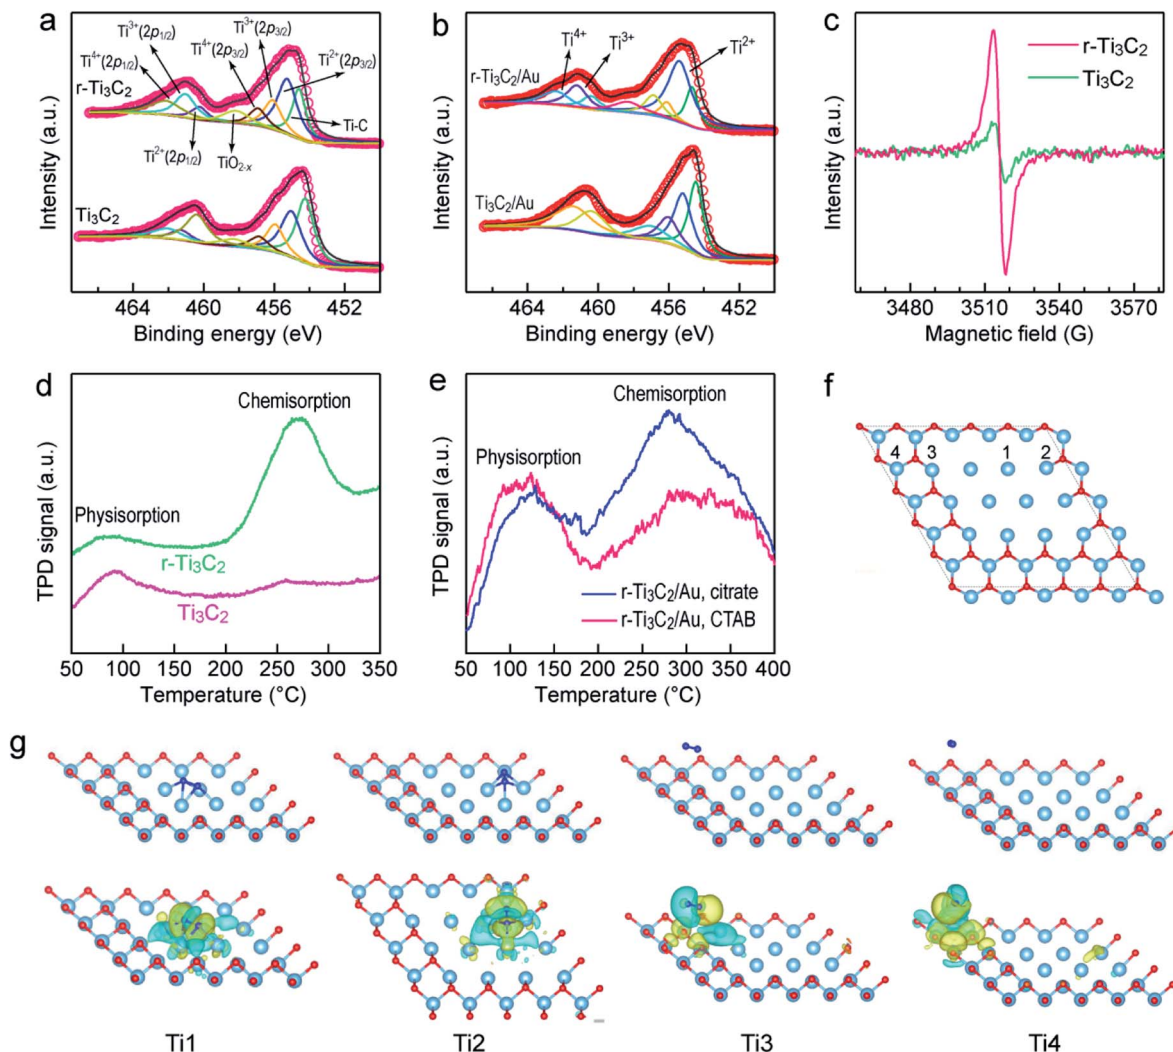 a
Ti³⁺(2p₁/₂)
Ti³⁺(2p₃/₂)
Ti⁴⁺(2p₁/₂)
Ti⁴⁺(2p₃/₂)
Ti²⁺(2p₃/₂)
r-Ti₃C₂
Ti-C
Ti²⁺(2p₁/₂)
TiO₂₋ₓ
Ti₃C₂
Intensity (a.u.)
464 460 456 452
Binding energy (eV)
b
Ti⁴⁺
Ti³⁺
Ti²⁺
r-Ti₃C₂/Au
Ti₃C₂/Au
Intensity (a.u.)
464 460 456 452
Binding energy (eV)
c
r-Ti₃C₂
Ti₃C₂
Intensity (a.u.)
3480 3510 3540 3570
Magnetic field (G)
d
Chemisorption
Physisorption
r-Ti₃C₂
Ti₃C₂
TPD signal (a.u.)
50 100 150 200 250 300 350
Temperature (°C)
e
Chemisorption
Physisorption
r-Ti₃C₂/Au, citrate
r-Ti₃C₂/Au, CTAB
TPD signal (a.u.)
50 100 150 200 250 300 350 400
Temperature (°C)
f
4 3 1 2
g
Ti1 Ti2 Ti3 Ti4